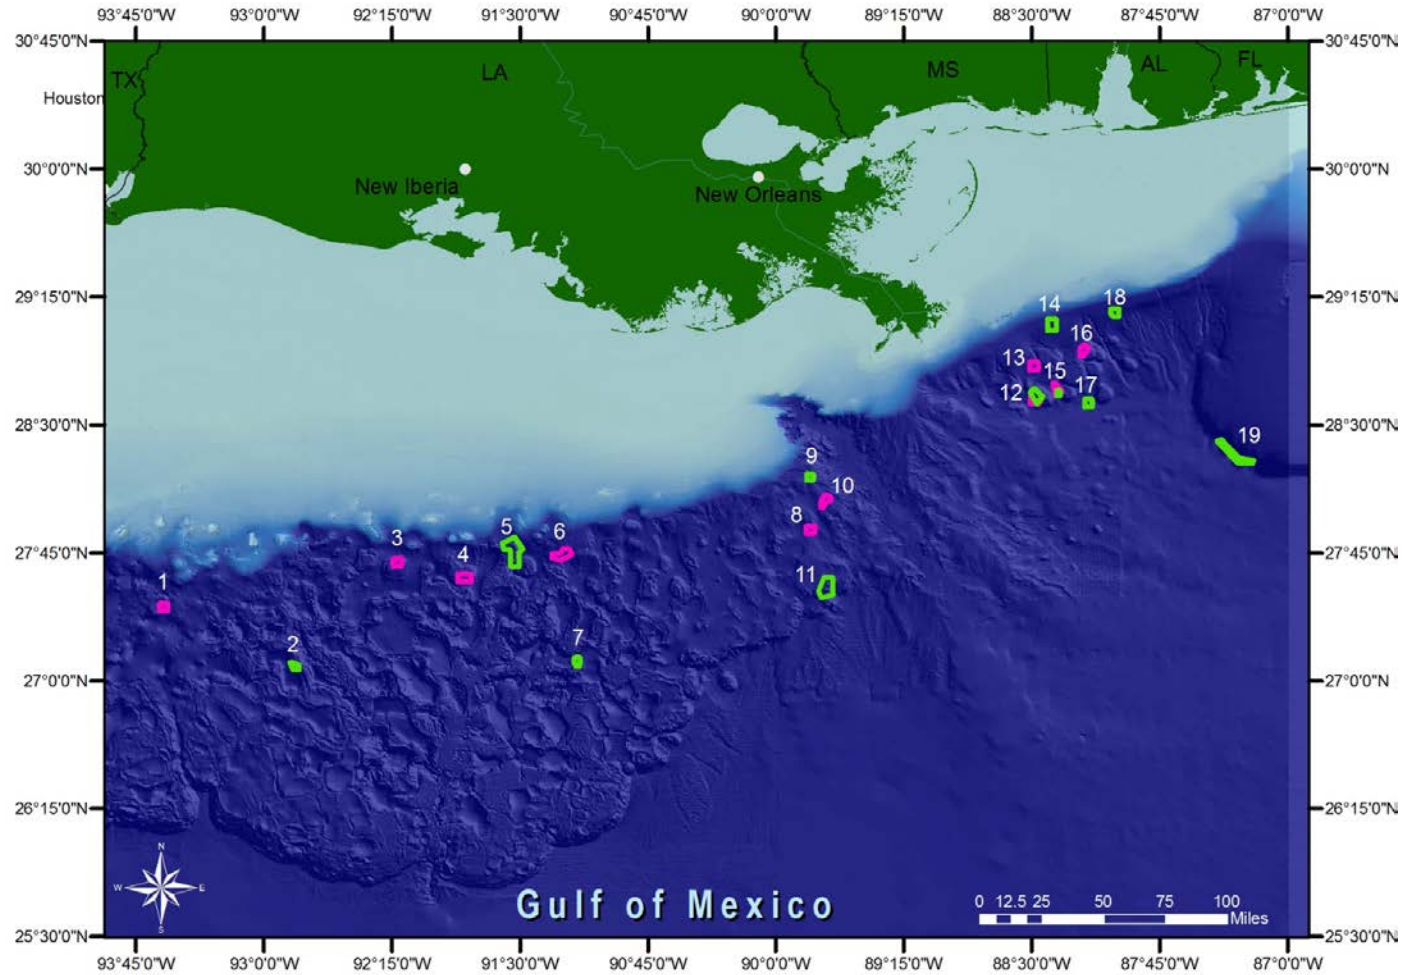 93°45'0"W 93°0'0"W 92°15'0"W 91°30'0"W 90°45'0"W 90°0'0"W 89°15'0"W 88°30'0"W 87°45'0"W 87°0'0"W
30°45'0"N 30°45'0"N
TX LA MS AL FL
Houston
30°0'0"N 30°0'0"N
New Iberia New Orleans
29°15'0"N 29°15'0"N
14 18
16
13 15
12 17
28°30'0"N 28°30'0"N
19
9
10
8
3 4 5 6
27°45'0"N 27°45'0"N
1 11
2 7
27°0'0"N 27°0'0"N
26°15'0"N 26°15'0"N
N
W E
S
Gulf of Mexico
0 12.5 25 50 75 100
Miles
25°30'0"N 25°30'0"N
93°45'0"W 93°0'0"W 92°15'0"W 91°30'0"W 90°45'0"W 90°0'0"W 89°15'0"W 88°30'0"W 87°45'0"W 87°0'0"W